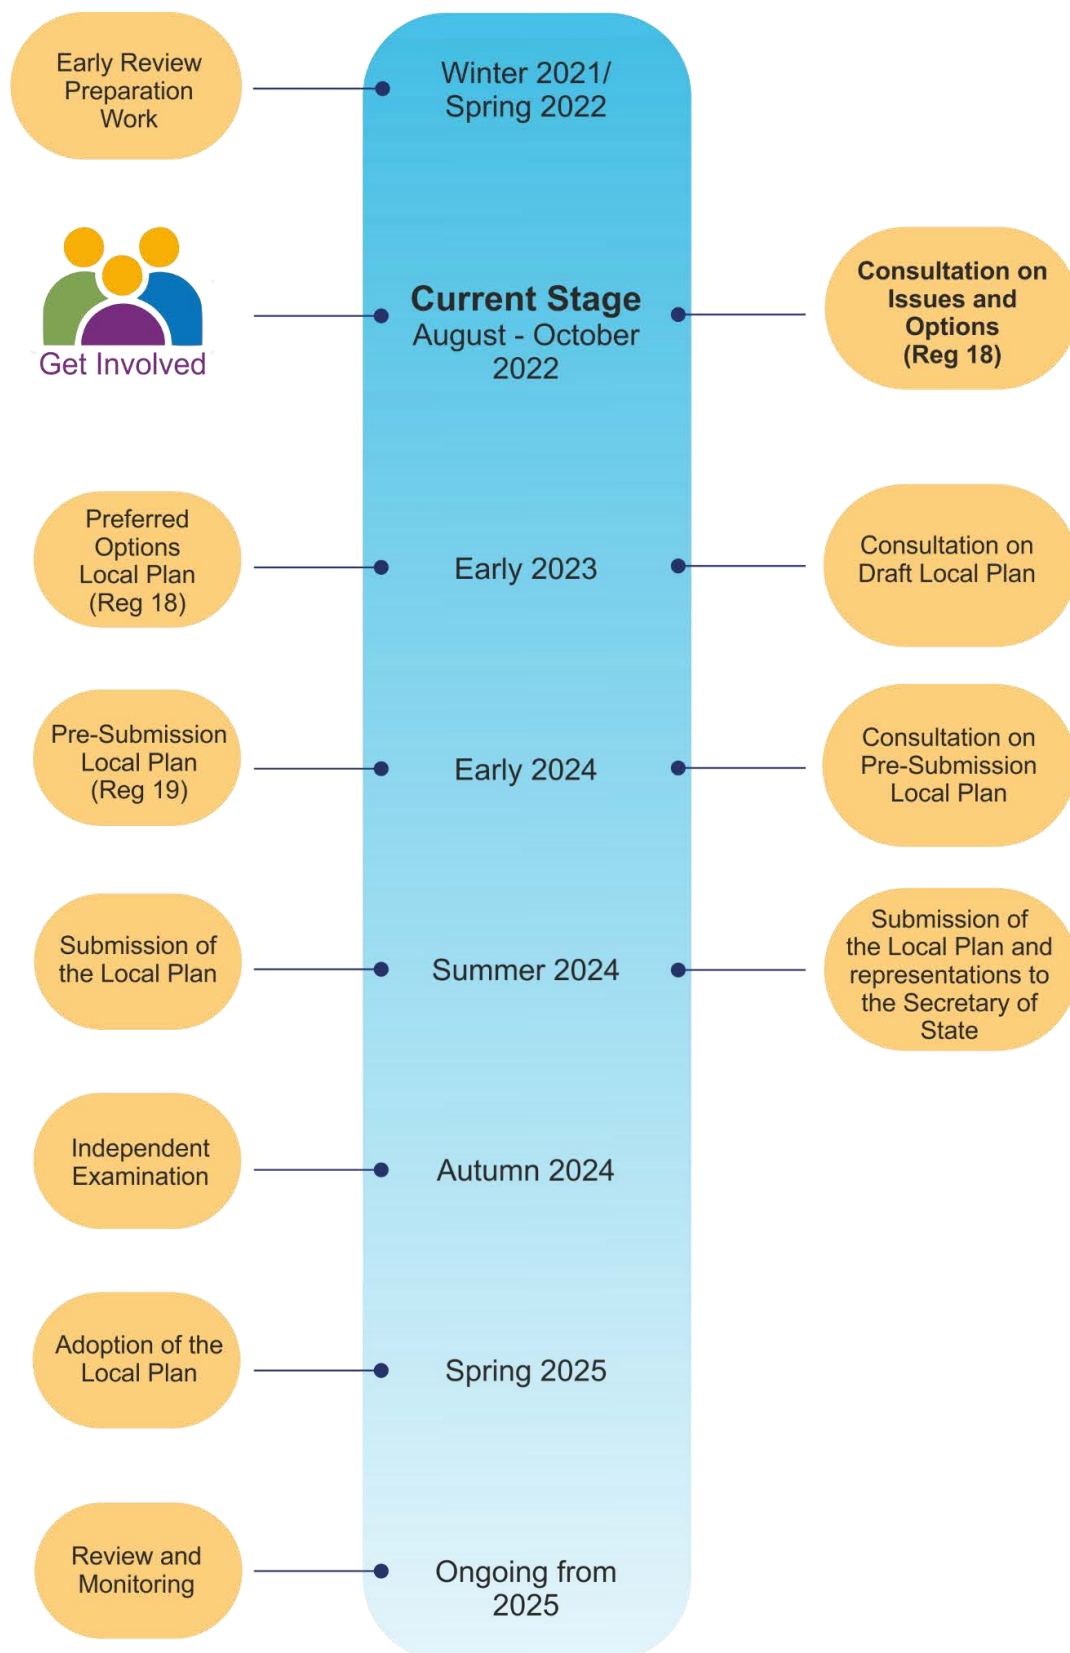 Early Review
Preparation
Work
Winter 2021/
Spring 2022
Get Involved
Current Stage
August - October
2022
Consultation on
Issues and
Options
(Reg 18)
Preferred
Options
Local Plan
(Reg 18)
Early 2023
Consultation on
Draft Local Plan
Pre-Submission
Local Plan
(Reg 19)
Early 2024
Consultation on
Pre-Submission
Local Plan
Submission of
the Local Plan
Summer 2024
Submission of
the Local Plan and
representations to
the Secretary of
State
Independent
Examination
Autumn 2024
Adoption of the
Local Plan
Spring 2025
Review and
Monitoring
Ongoing from
2025